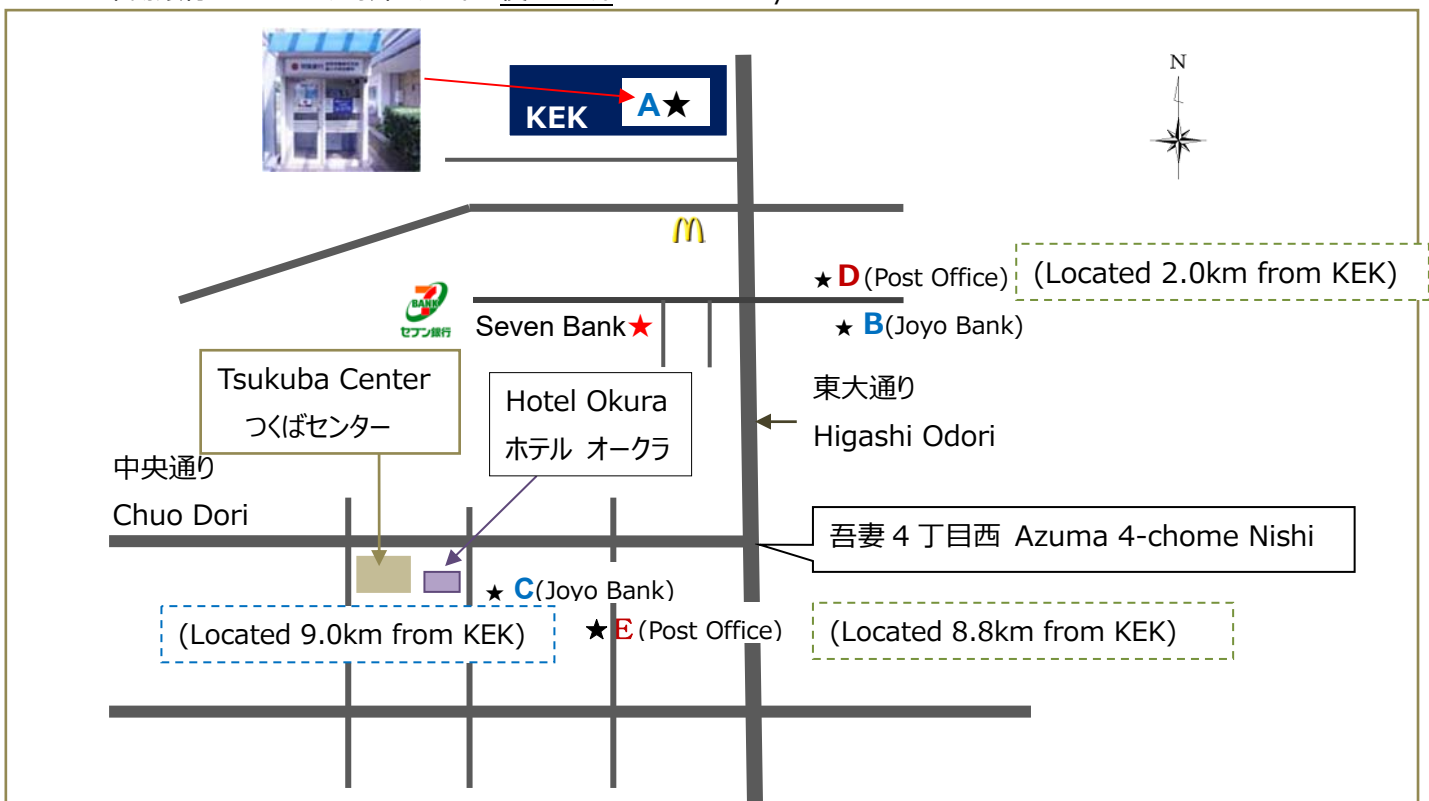 N
KEK
A★
BANK
セブン銀行
Seven Bank★
★ D (Post Office)
(Located 2.0km from KEK)
★ B(Joyo Bank)
Tsukuba Center
つくばセンター
Hotel Okura
ホテル オークラ
東大通り
Higashi Odori
中央通り
Chuo Dori
吾妻４丁目西 Azuma 4-chome Nishi
★ C(Joyo Bank)
(Located 9.0km from KEK)
★ E (Post Office)
(Located 8.8km from KEK)